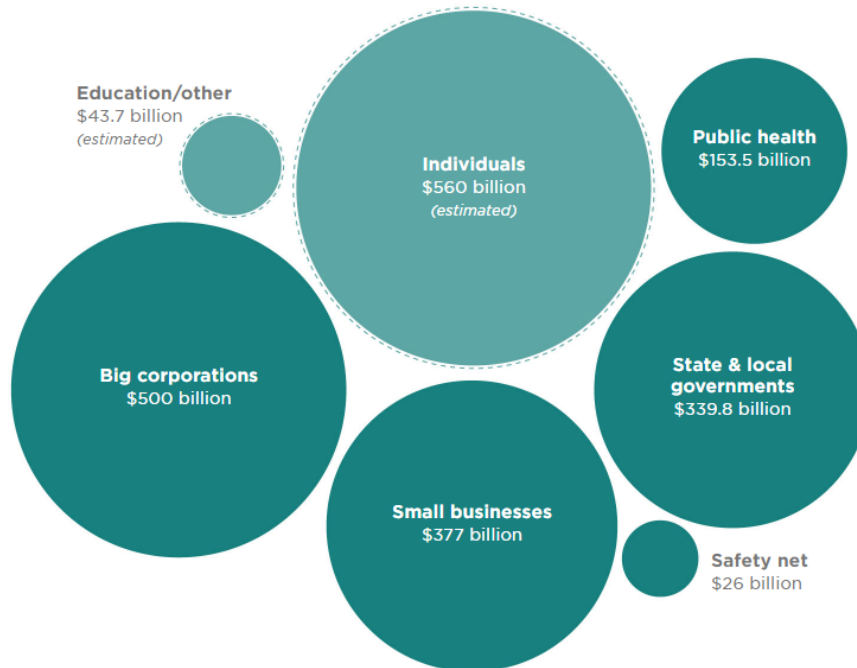 Education/other
$43.7 billion
(estimated)
Individuals
$560 billion
(estimated)
Public health
$153.5 billion
Big corporations
$500 billion
State & local
governments
$339.8 billion
Small businesses
$377 billion
Safety net
$26 billion